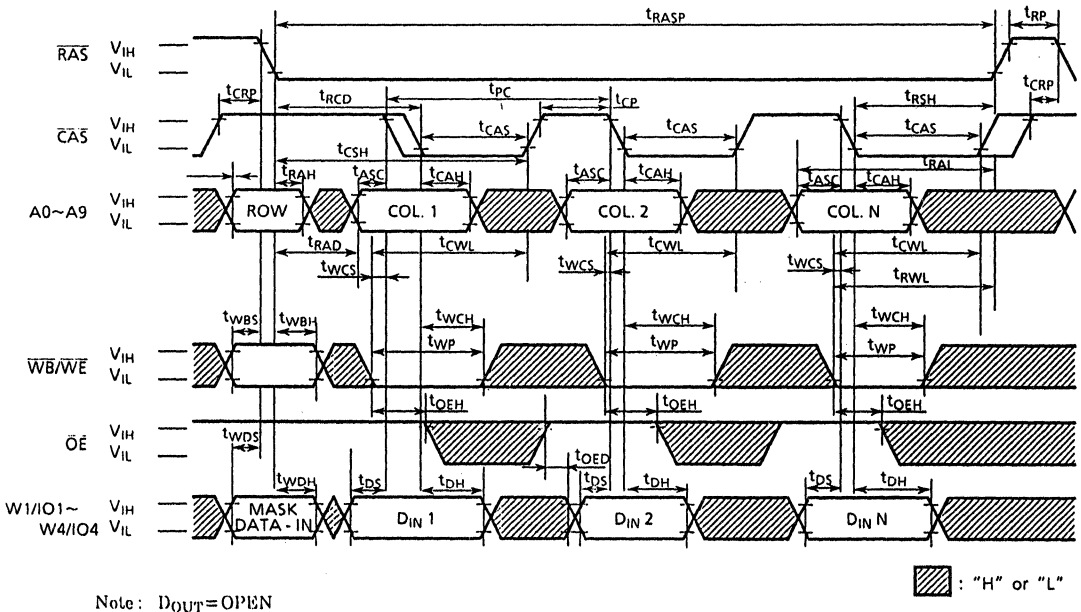 tRASP
tRP
RAS
VIH
VIL
tCRP
tRCD
tPC
tCP
tRSH
tCRP
CAS
VIH
VIL
tCAS
tCAS
tCAS
tCSH
tRAL
tRAH
tASC
tCAH
tASC
tCAH
tASC
tCAH
A0~A9
VIH
VIL
ROW
COL. 1
COL. 2
COL. N
tRAD
tCWL
tCWL
tCWL
tWCS
tWCS
tWCS
tRWL
tWBS
tWBH
tWCH
tWCH
tWCH
WB/WE
VIH
VIL
tWP
tWP
tWP
tOEH
tOEH
tOEH
OE
VIH
VIL
tWDS
tOED
tWDH
tDS
tDH
tDS
tDH
tDS
tDH
W1/IO1~
W4/IO4
VIH
VIL
MASK
DATA - IN
DIN 1
DIN 2
DIN N
: "H" or "L"
Note : DOUT=OPEN